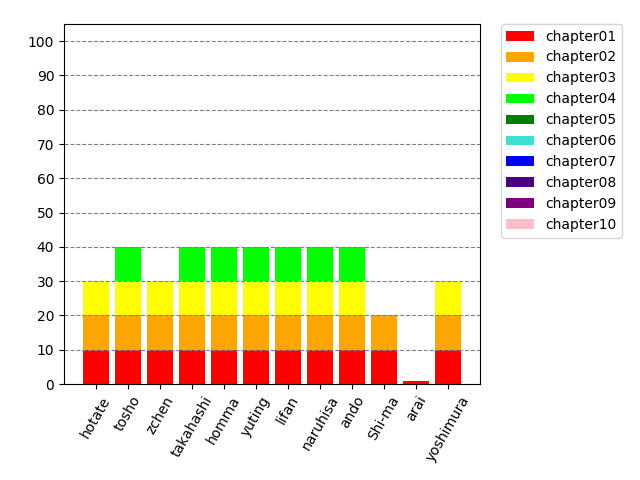 100
90
80
70
60
50
40
30
20
10
0
hotate
tosho
zchen
takahashi
homma
yuting
lifan
naruhisa
ando
Shi-ma
arai
yoshimura
chapter01
chapter02
chapter03
chapter04
chapter05
chapter06
chapter07
chapter08
chapter09
chapter10